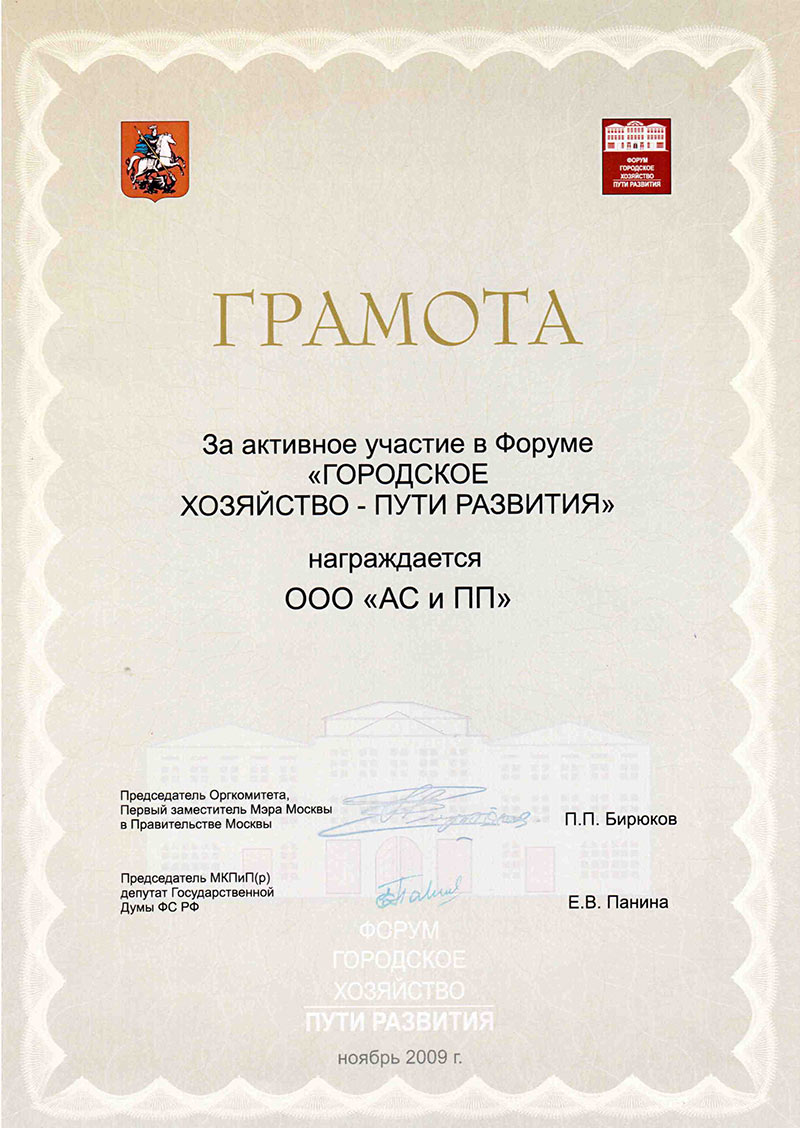 ФОРУМ
ГОРОДСКОЕ
ХОЗЯЙСТВО
ПУТИ РАЗВИТИЯ
ГРАМОТА
За активное участие в Форуме
«ГОРОДСКОЕ
ХОЗЯЙСТВО - ПУТИ РАЗВИТИЯ»
награждается
ООО «АС и ПП»
Председатель Оргкомитета,
Первый заместитель Мэра Москвы
в Правительстве Москвы
П.П. Бирюков
Председатель МКПиП(р)
депутат Государственной
Думы ФС РФ
Е.В. Панина
ФОРУМ
ГОРОДСКОЕ
ХОЗЯЙСТВО
ПУТИ РАЗВИТИЯ
ноябрь 2009 г.